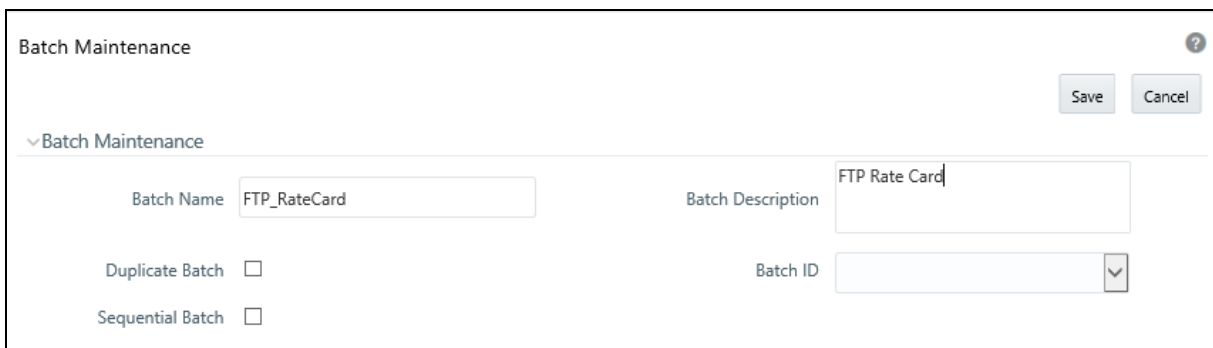 Batch Maintenance
Save Cancel
Batch Maintenance
Batch Name FTP_RateCard Batch Description FTP Rate Card
Duplicate Batch Batch ID
Sequential Batch